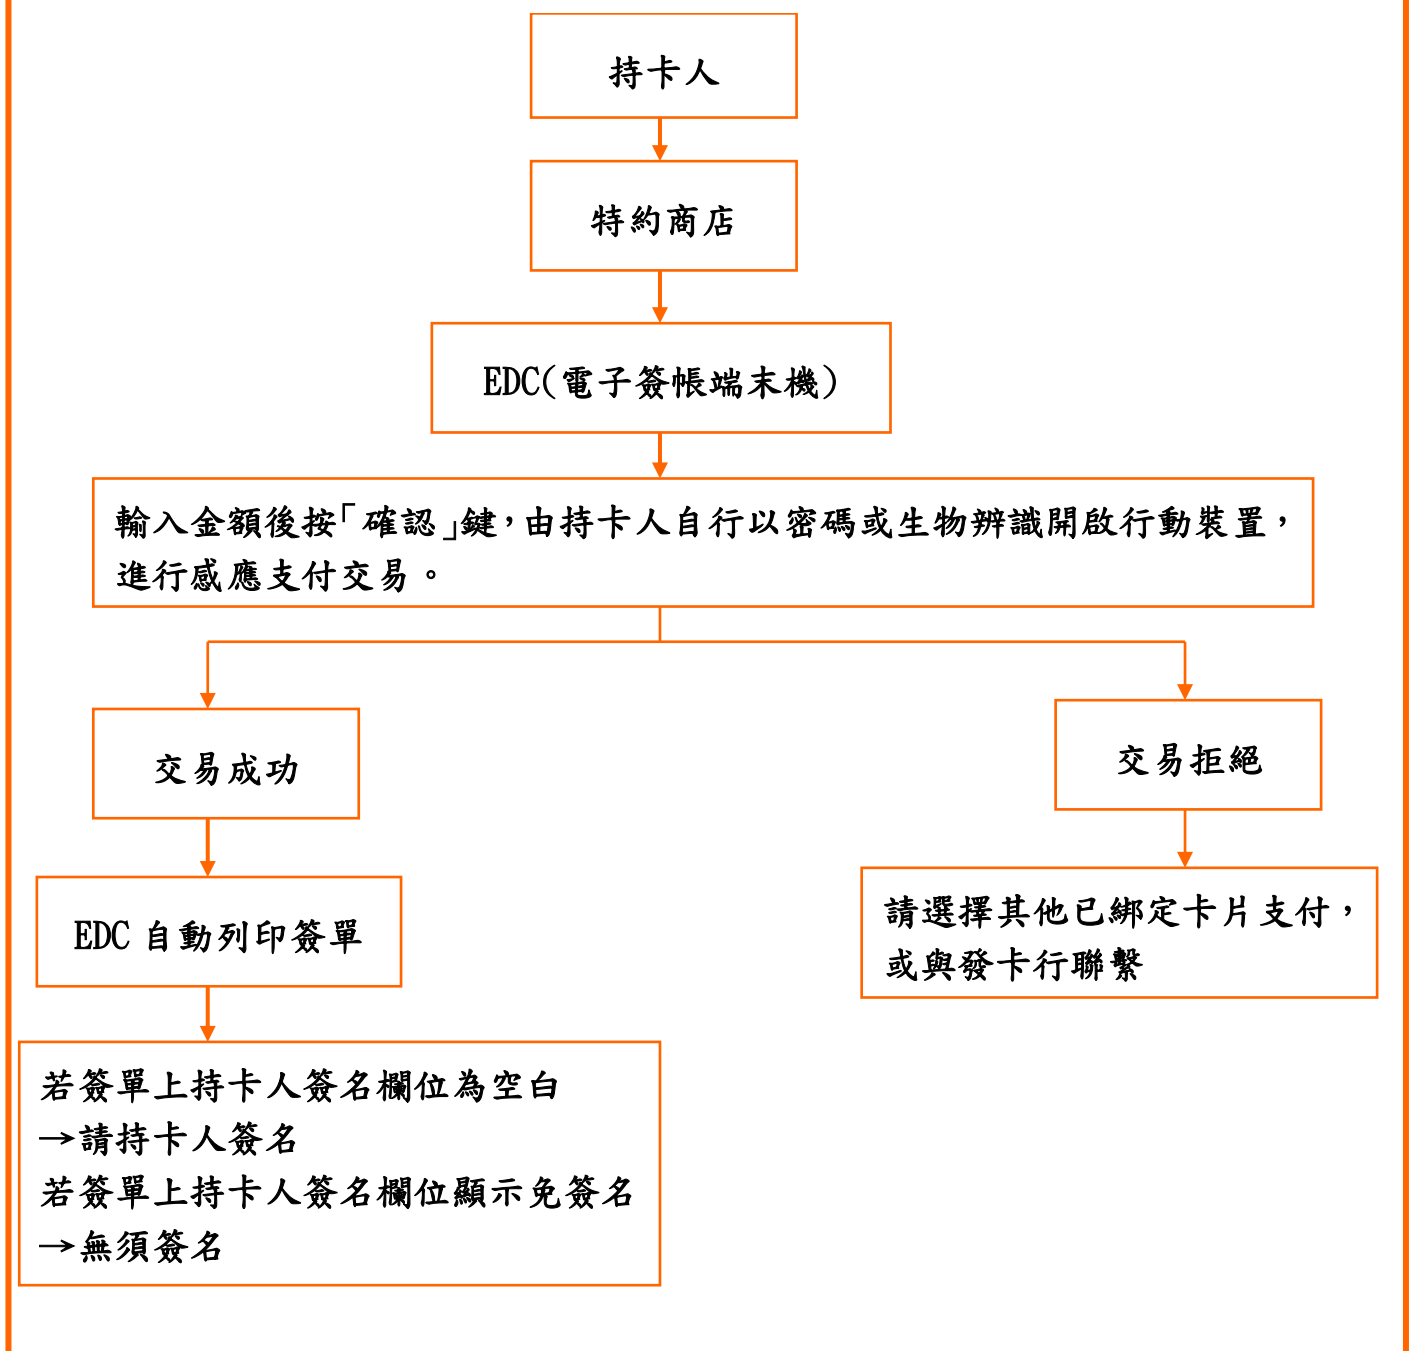 持卡人
特約商店
EDC(電子簽帳端末機)
輸入金額後按「確認」鍵，由持卡人自行以密碼或生物辨識開啟行動裝置，
進行感應支付交易。
交易成功
交易拒絕
EDC 自動列印簽單
請選擇其他已綁定卡片支付，
或與發卡行聯繫
若簽單上持卡人簽名欄位為空白
→請持卡人簽名
若簽單上持卡人簽名欄位顯示免簽名
→無須簽名